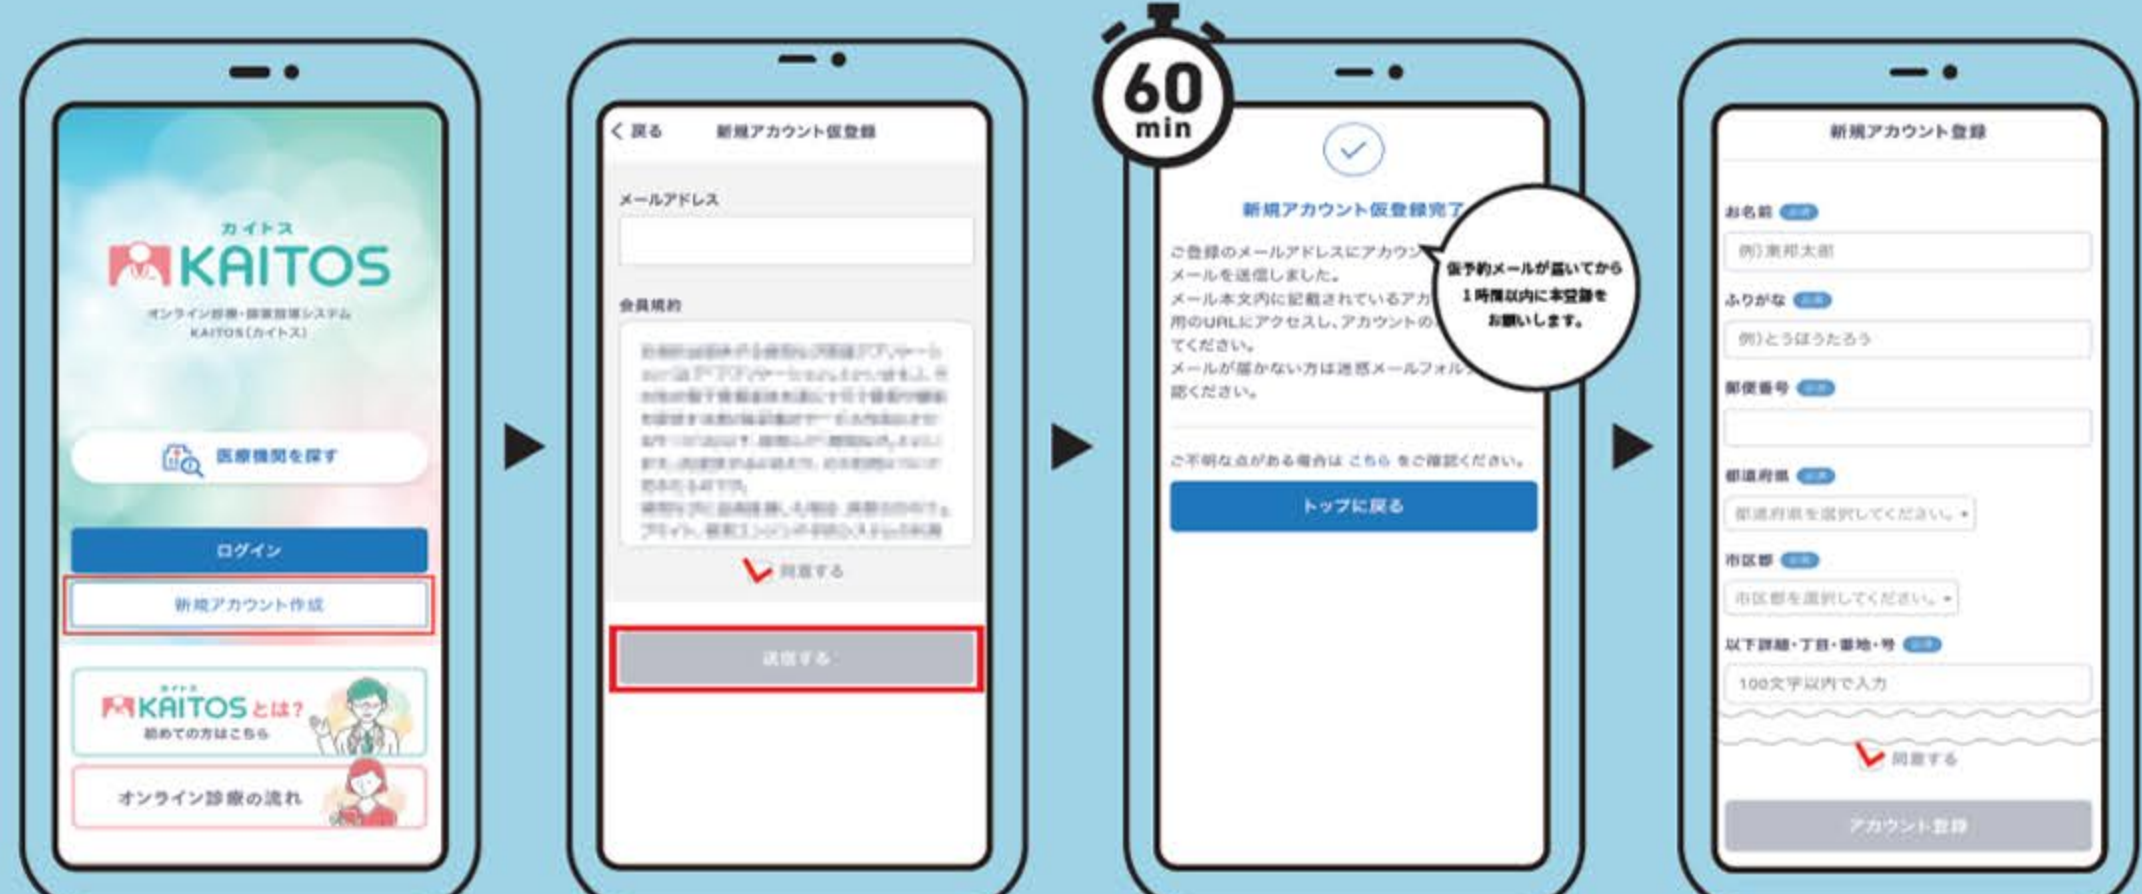 カイトス
KAITOS
オンライン診療・服薬指導システム
KAITOS(カイトス)
医療機関を探す
ログイン
新規アカウント作成
カイトス
KAITOSとは?
初めての方はこちら
オンライン診療の流れ
戻る 新規アカウント仮登録
メールアドレス
会員規約
同意する
送信する
60
min
新規アカウント仮登録完了
ご登録のメールアドレスにアカウン
メールを送信しました。
メール本文内に記載されているアカ
用のURLにアクセスし、アカウントの
てください。
メールが届かない方は迷惑メールフォル
認ください。
仮予約メールが届いてから
1時間以内に本登録を
お願いします。
ご不明な点がある場合は こちら をご確認ください。
トップに戻る
新規アカウント登録
お名前 必須
例)東邦太郎
ふりがな 必須
例)とうほうたろう
郵便番号 必須
都道府県 必須
都道府県を選択してください。
市区郡 必須
市区郡を選択してください。
以下詳細・丁目・番地・号 必須
100文字以内で入力
同意する
アカウント登録